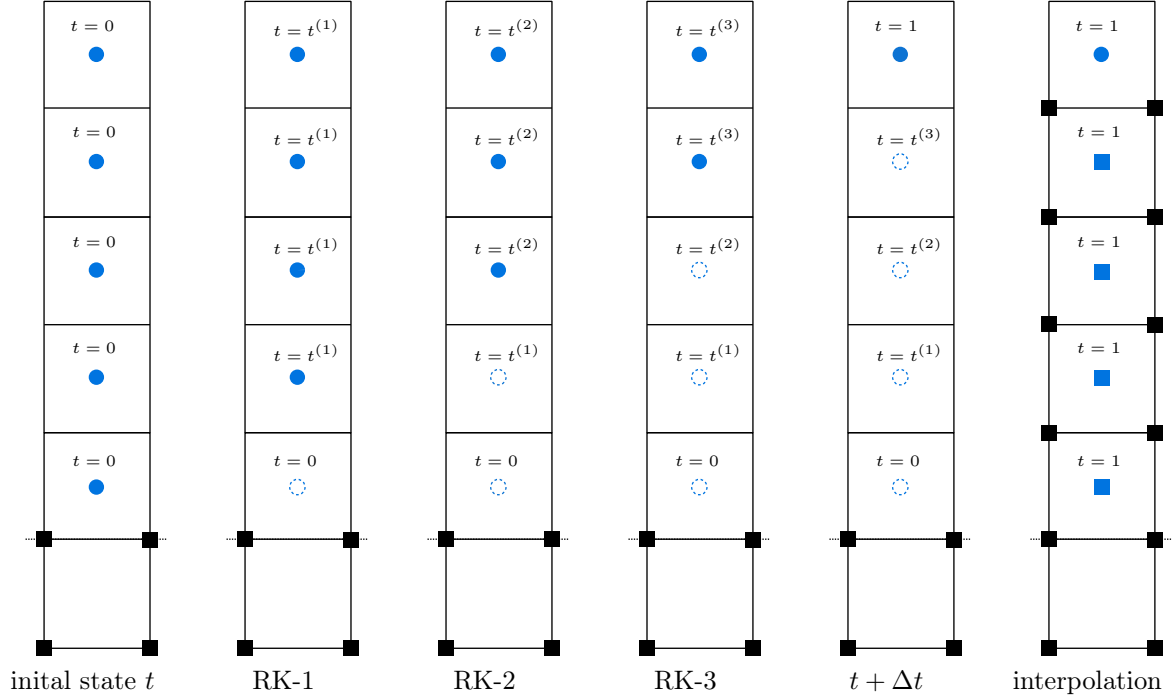 t = 0 t = t^(1) t = t^(2) t = t^(3) t = 1 t = 1
t = 0 t = t^(1) t = t^(2) t = t^(3) t = t^(3) t = 1
t = 0 t = t^(1) t = t^(2) t = t^(2) t = t^(2) t = 1
t = 0 t = t^(1) t = t^(1) t = t^(1) t = t^(1) t = 1
t = 0 t = 0 t = 0 t = 0 t = 0 t = 1
inital state t RK-1 RK-2 RK-3 t + Δt interpolation